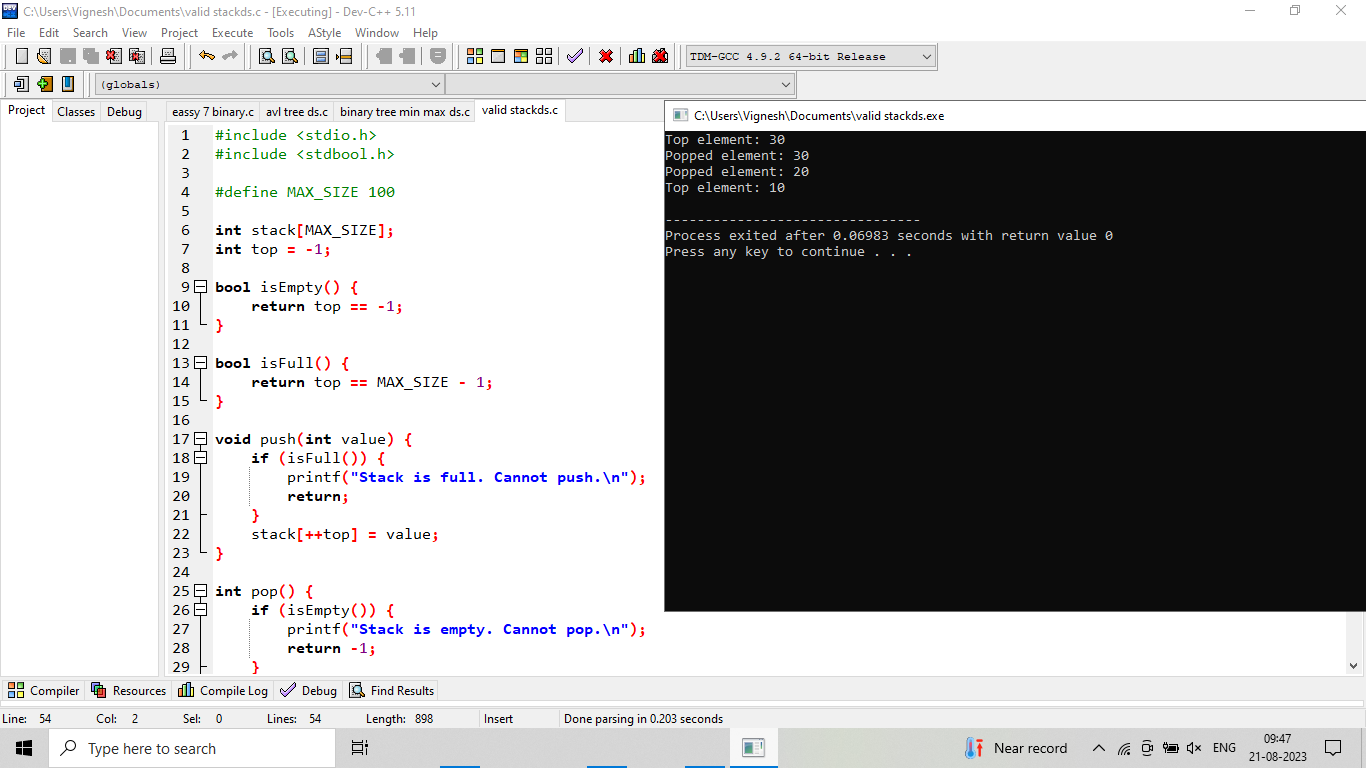 C:\Users\Vignesh\Documents\valid stackds.c - [Executing] - Dev-C++ 5.11
File Edit Search View Project Execute Tools AStyle Window Help
TDM-GCC 4.9.2 64-bit Release
(globals)
Project Classes Debug
eassy 7 binary.c avl tree ds.c binary tree min max ds.c valid stackds.c
1 #include <stdio.h>
2 #include <stdbool.h>
3
4 #define MAX_SIZE 100
5
6 int stack[MAX_SIZE];
7 int top = -1;
8
9 bool isEmpty() {
10 return top == -1;
11 }
12
13 bool isFull() {
14 return top == MAX_SIZE - 1;
15 }
16
17 void push(int value) {
18 if (isFull()) {
19 printf("Stack is full. Cannot push.\n");
20 return;
21 }
22 stack[++top] = value;
23 }
24
25 int pop() {
26 if (isEmpty()) {
27 printf("Stack is empty. Cannot pop.\n");
28 return -1;
29 }
C:\Users\Vignesh\Documents\valid stackds.exe
Top element: 30
Popped element: 30
Popped element: 20
Top element: 10
--------------------------------
Process exited after 0.06983 seconds with return value 0
Press any key to continue . . .
Compiler Resources Compile Log Debug Find Results
Line: 54 Col: 2 Sel: 0 Lines: 54 Length: 898 Insert Done parsing in 0.203 seconds
Type here to search
Near record
ENG
09:47
21-08-2023